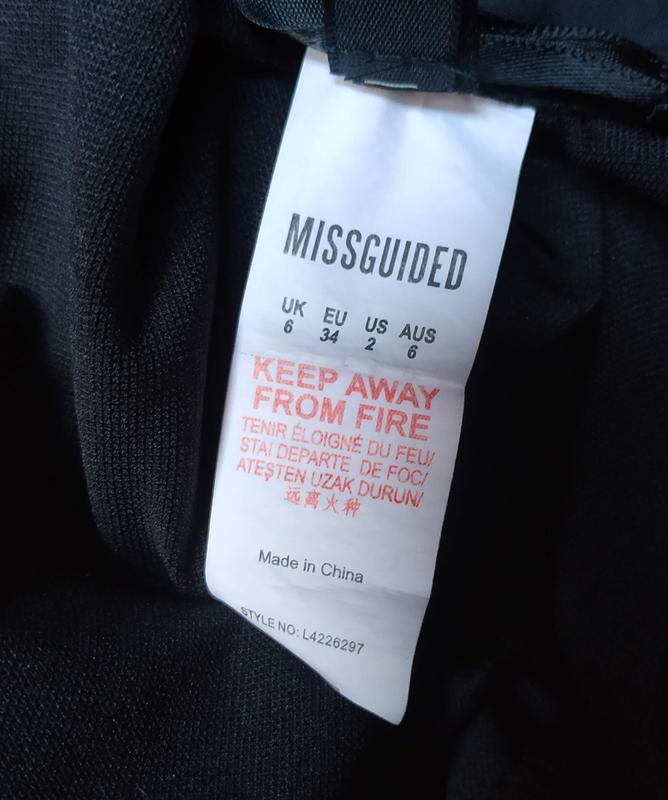 MISSGUIDED
UK EU US AUS
6 34 2 6
KEEP AWAY
FROM FIRE
TENIR ÉLOIGNÉ DU FEU/
STAI DEPARTE DE FOC/
ATEŞTEN UZAK DURUN/
远离火种
Made in China
STYLE NO: L4226297